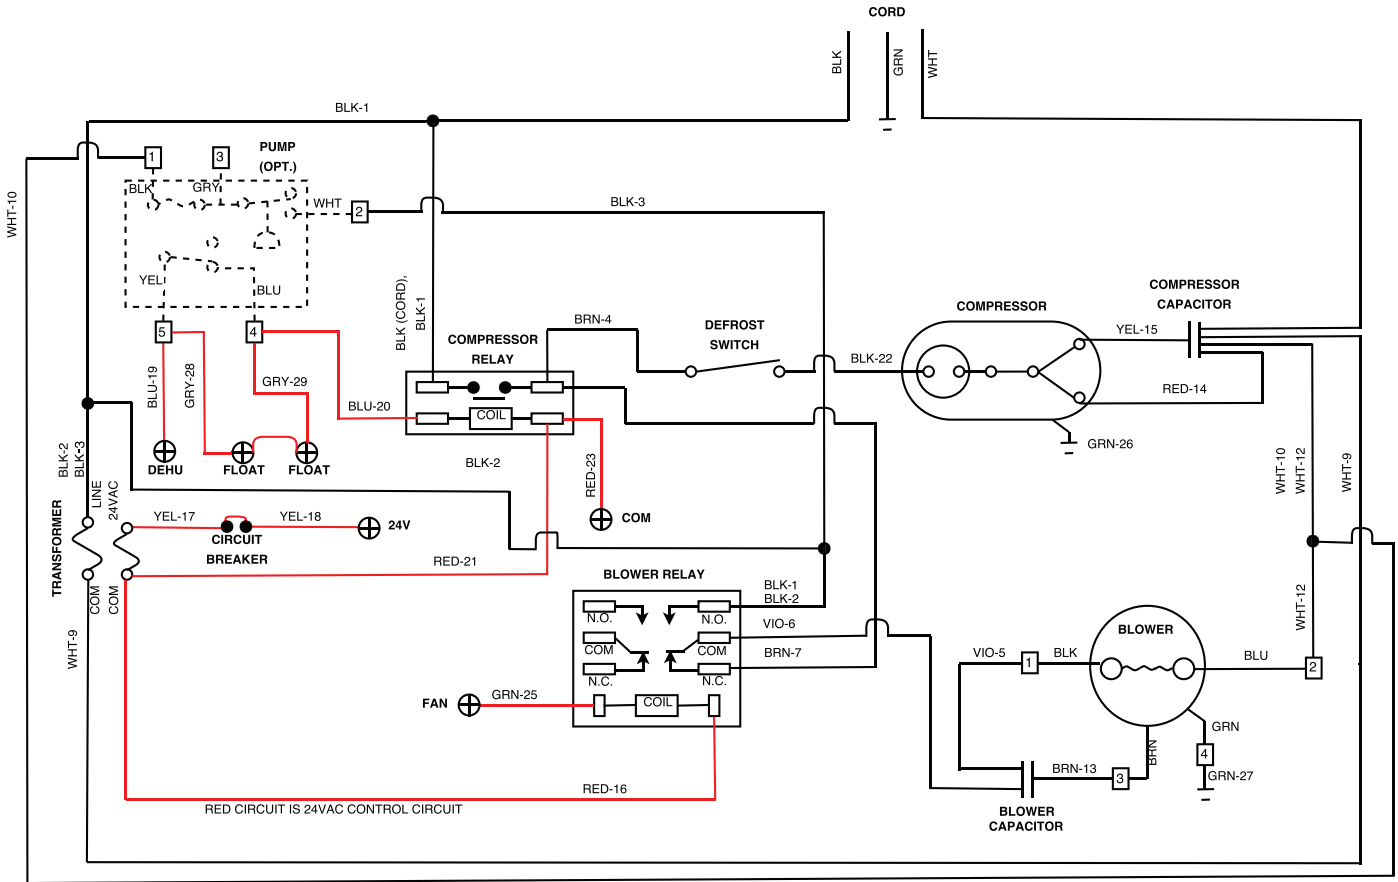 CORD
BLK
GRN
WHT
BLK-1
1
3
PUMP
(OPT.)
BLK
GRY
WHT
2
BLK-3
WHT-10
YEL
BLU
5
4
BLK (CORD),
BLK-1
COMPRESSOR
RELAY
BRN-4
DEFROST
SWITCH
BLK-22
COMPRESSOR
COMPRESSOR
CAPACITOR
YEL-15
RED-14
GRN-26
BLU-19
GRY-28
GRY-29
BLU-20
COIL
DEHU
FLOAT
FLOAT
BLK-2
BLK-3
BLK-2
RED-23
COM
WHT-10
WHT-12
WHT-9
TRANSFORMER
LINE
24VAC
YEL-17
YEL-18
24V
CIRCUIT
BREAKER
RED-21
COM
COM
WHT-9
BLOWER RELAY
BLK-1
BLK-2
N.O.
N.O.
VIO-6
COM
COM
BRN-7
N.C.
N.C.
COIL
FAN
GRN-25
RED-16
RED CIRCUIT IS 24VAC CONTROL CIRCUIT
WHT-12
BLOWER
VIO-5
1
BLK
BLU
2
BRN
GRN
4
GRN-27
BRN-13
3
BLOWER
CAPACITOR